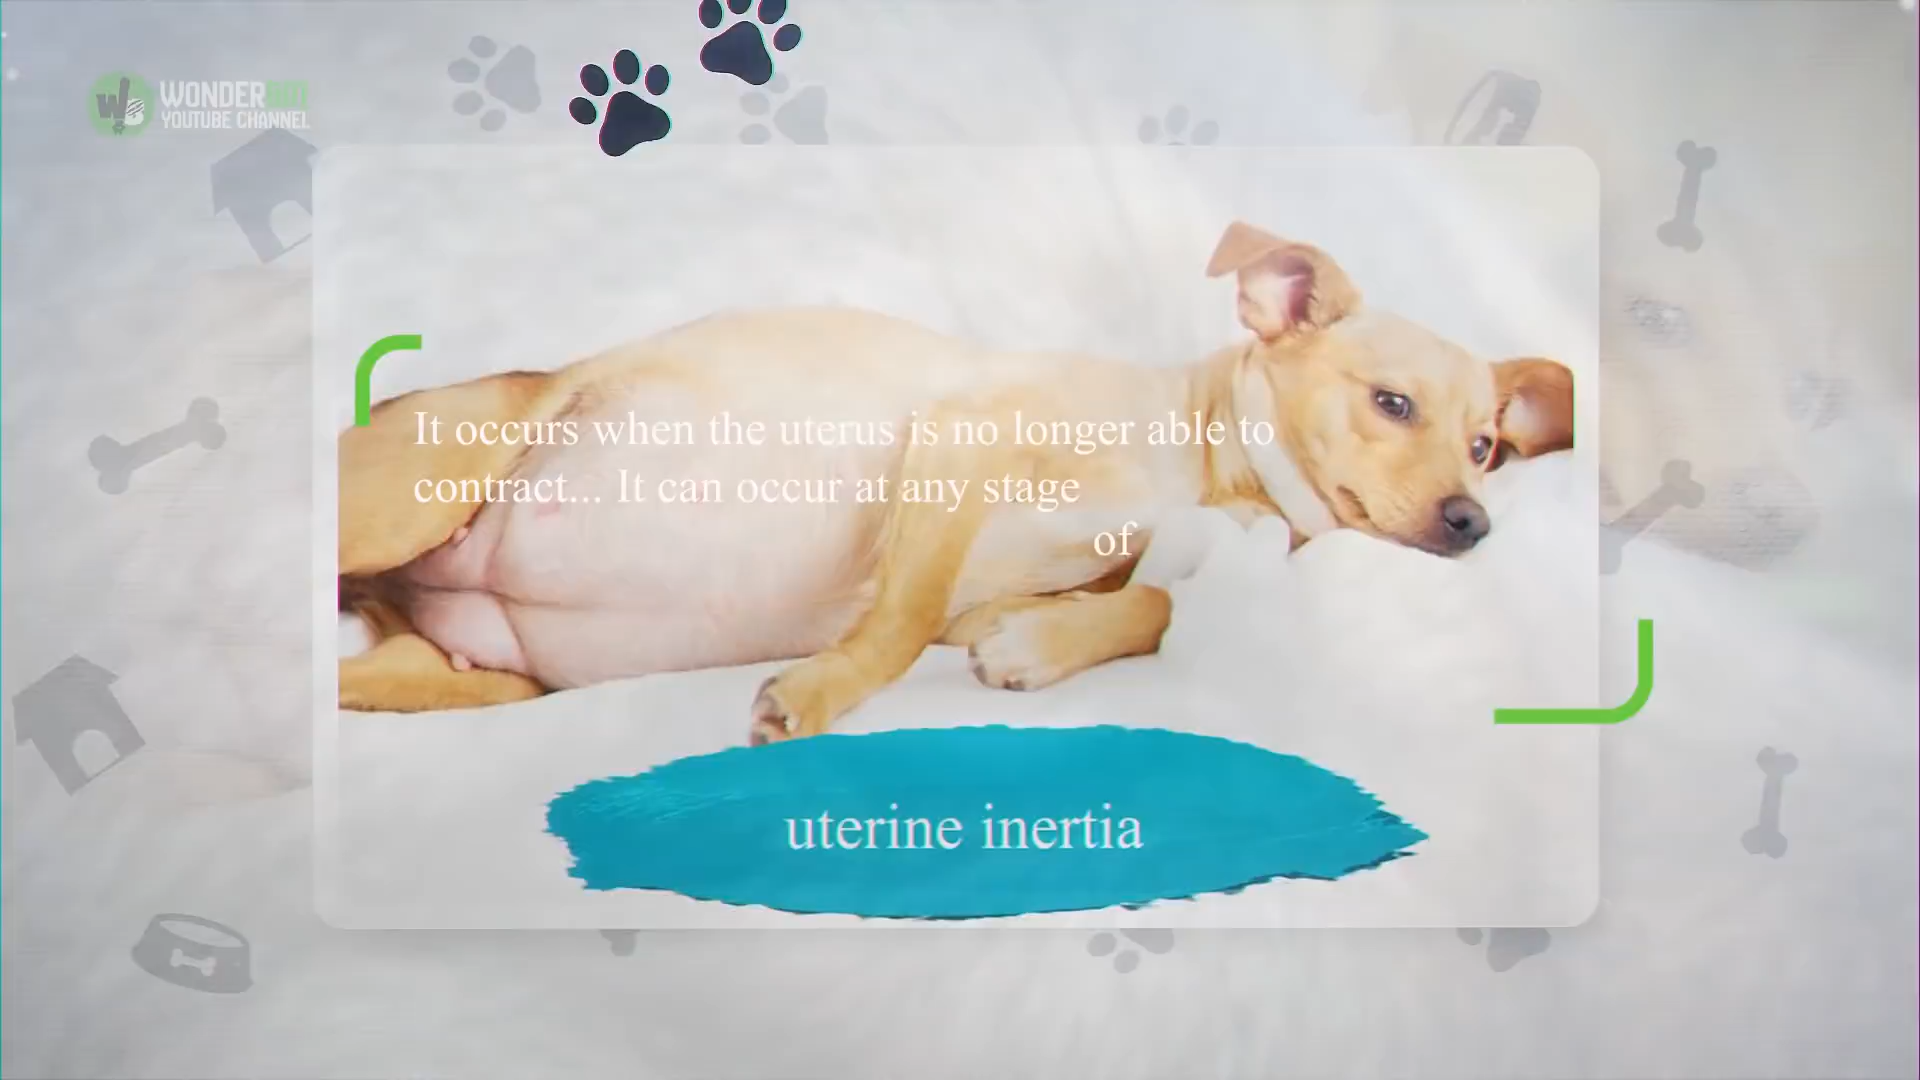 WONDERBOT
YOUTUBE CHANNEL
It occurs when the uterus is no longer able to
contract... It can occur at any stage
of
uterine inertia